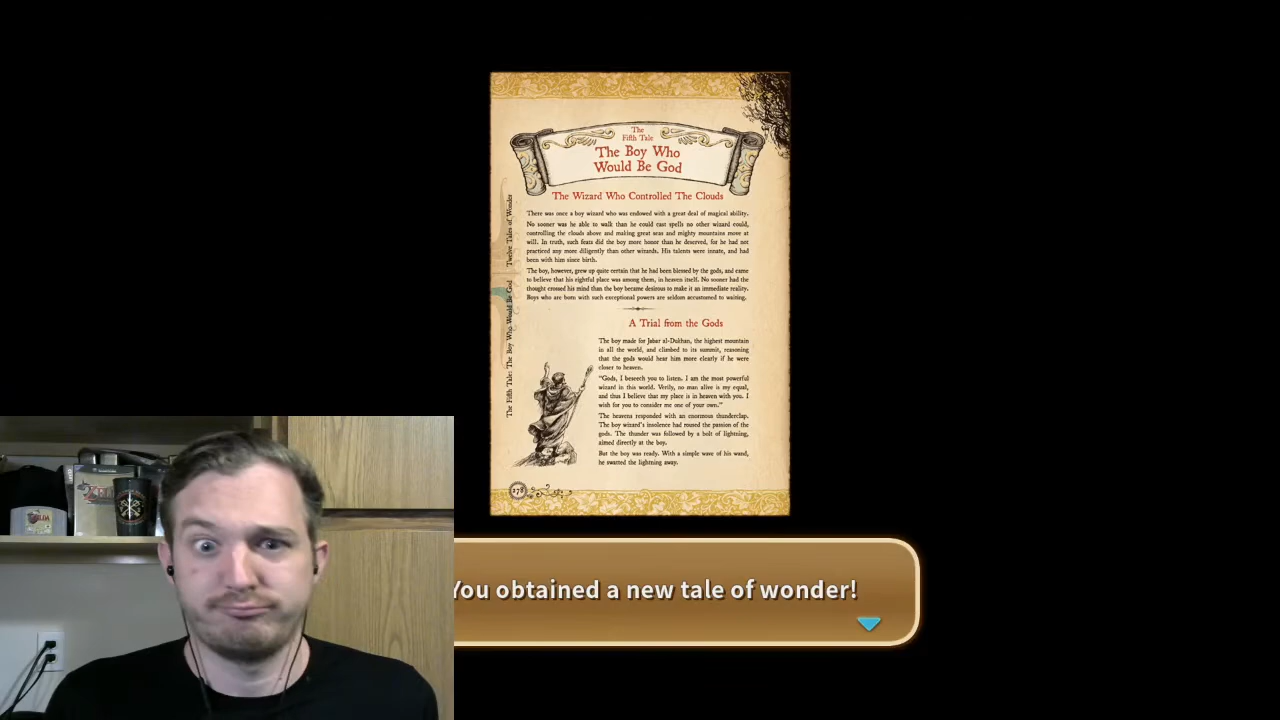 The
Fifth Tale
The Boy Who
Would Be God
The Wizard Who Controlled The Clouds
There was once a boy wizard who was endowed with a great deal of magical ability.
No sooner was he able to walk than he could cast spells no other wizard could,
controlling the clouds above and making great seas and mighty mountains move at
will. In truth, such feats did the boy more honor than he deserved, for he had not
practiced any more diligently than other wizards. His talents were innate, and had
been with him since birth.
The boy, however, grew up quite certain that he had been blessed by the gods, and came
to believe that his rightful place was among them, in heaven itself. No sooner had the
thought crossed his mind than the boy became desirous to make it an immediate reality.
Boys who are born with such exceptional powers are seldom accustomed to waiting.
A Trial from the Gods
The boy made for Jabar al-Dukhan, the highest mountain
in all the world, and climbed to its summit, reasoning
that the gods would hear him more clearly if he were
closer to heaven.
"Gods, I beseech you to listen. I am the most powerful
wizard in this world. Verily, no man alive is my equal,
and thus I believe that my place is in heaven with you. I
wish for you to consider me one of your own."
The heavens responded with an enormous thunderclap.
The boy wizard's insolence had roused the passion of the
gods. The thunder was followed by a bolt of lightning,
aimed directly at the boy.
But the boy was ready. With a simple wave of his wand,
he swatted the lightning away.
The Fifth Tale: The Boy Who Would Be God Twelve Tales of Wonder
278
ZELDA
You obtained a new tale of wonder!